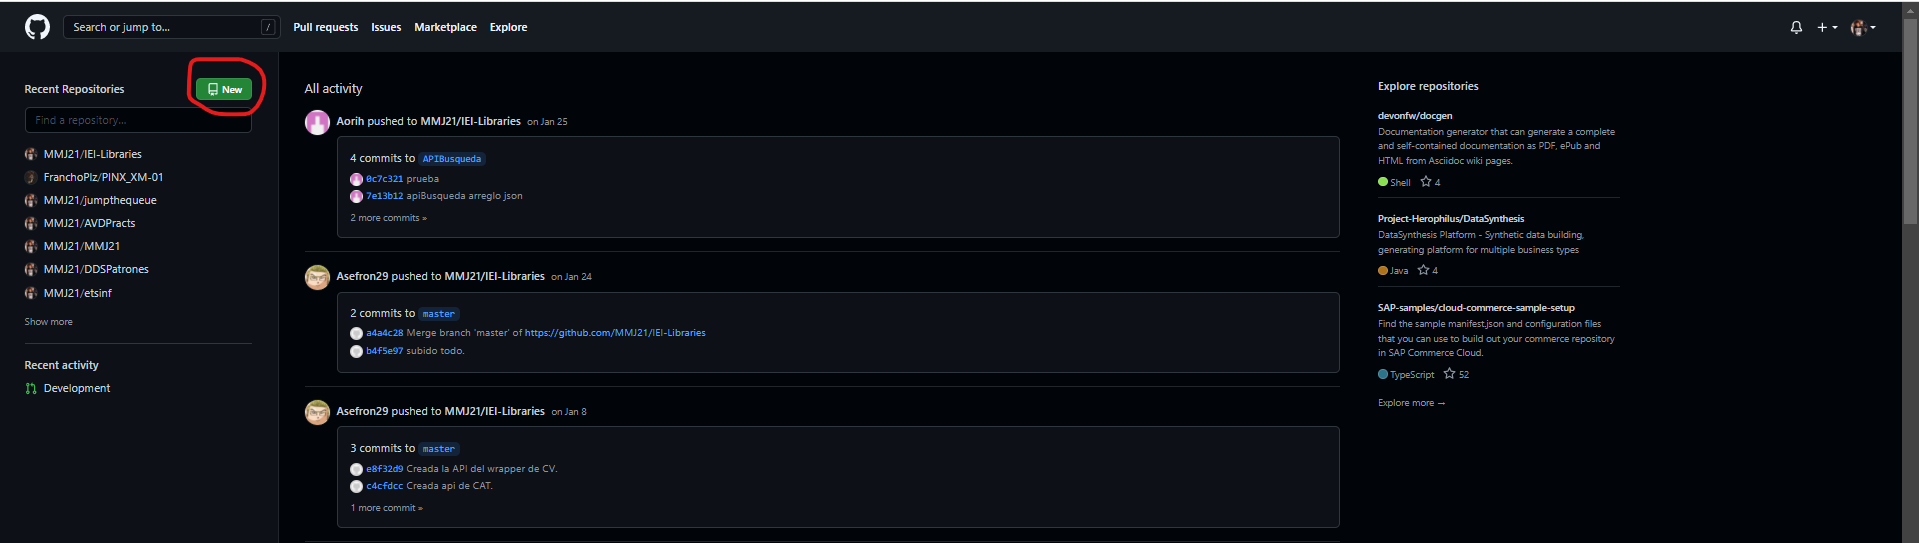 Search or jump to... /
Pull requests Issues Marketplace Explore
Recent Repositories
New
Find a repository...
MMJ21/IEI-Libraries
FranchoPlz/PINX_XM-01
MMJ21/jumpthequeue
MMJ21/AVDPracts
MMJ21/MMJ21
MMJ21/DDSPatrones
MMJ21/etsinf
Show more
Recent activity
Development
All activity
Aorih pushed to MMJ21/IEI-Libraries on Jan 25
4 commits to APIBusqueda
0c7c321 prueba
7e13b12 apiBusqueda arreglo json
2 more commits »
Asefron29 pushed to MMJ21/IEI-Libraries on Jan 24
2 commits to master
a4a4c28 Merge branch 'master' of https://github.com/MMJ21/IEI-Libraries
b4f5e97 subido todo.
Asefron29 pushed to MMJ21/IEI-Libraries on Jan 8
3 commits to master
e8f32d9 Creada la API del wrapper de CV.
c4cfdcc Creada api de CAT.
1 more commit »
Explore repositories
devonfw/docgen
Documentation generator that can generate a complete
and self-contained documentation as PDF, ePub and
HTML from Asciidoc wiki pages.
Shell 4
Project-Herophilus/DataSynthesis
DataSynthesis Platform - Synthetic data building,
generating platform for multiple business types
Java 4
SAP-samples/cloud-commerce-sample-setup
Find the sample manifest.json and configuration files
that you can use to build out your commerce repository
in SAP Commerce Cloud.
TypeScript 52
Explore more →